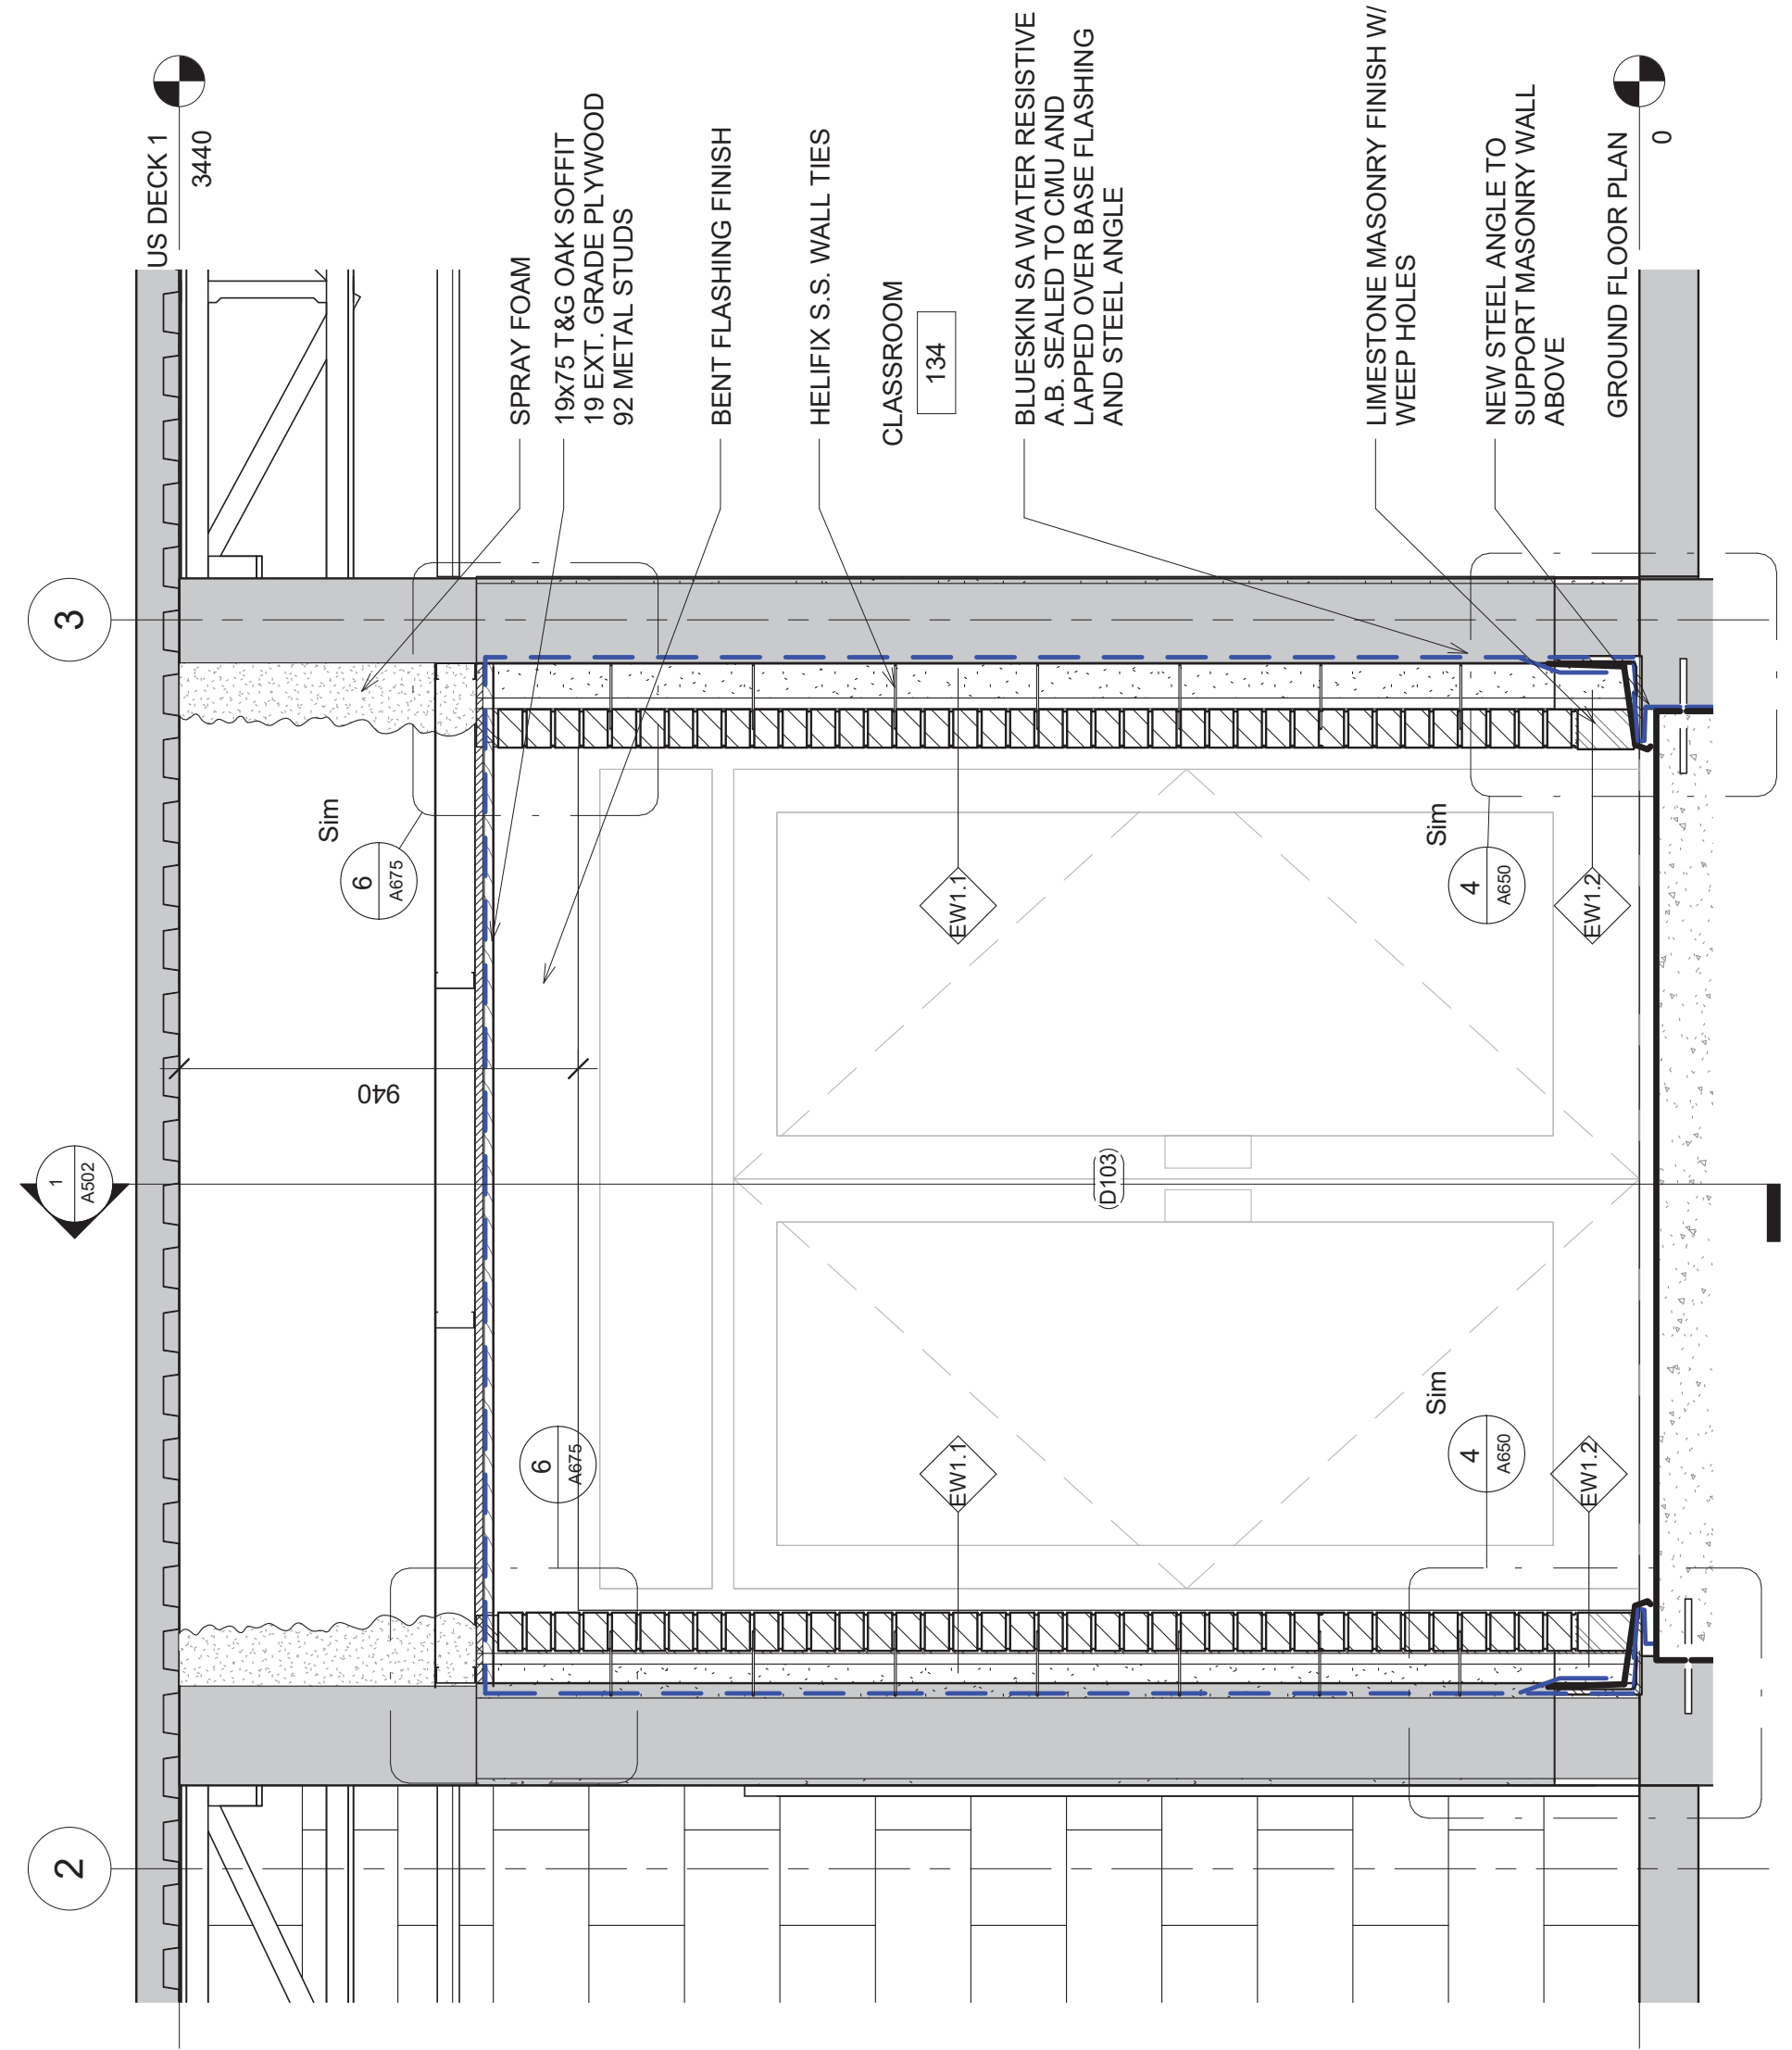 2
3
1
A502
US DECK 1
3440
940
Sim
6
A675
6
A675
SPRAY FOAM
19x75 T&G OAK SOFFIT
19 EXT. GRADE PLYWOOD
92 METAL STUDS
BENT FLASHING FINISH
HELIFIX S.S. WALL TIES
CLASSROOM
134
EW1.1
EW1.1
(D103)
BLUESKIN SA WATER RESISTIVE
A.B. SEALED TO CMU AND
LAPPED OVER BASE FLASHING
AND STEEL ANGLE
LIMESTONE MASONRY FINISH W/
WEEP HOLES
Sim
4
A650
Sim
4
A650
EW1.2
EW1.2
NEW STEEL ANGLE TO
SUPPORT MASONRY WALL
ABOVE
GROUND FLOOR PLAN
0